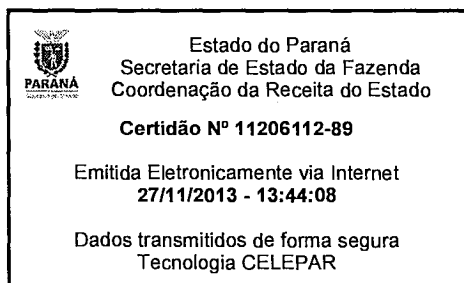 Estado do Paraná
Secretaria de Estado da Fazenda
PARANÁ
Coordenação da Receita do Estado
Certidão Nº 11206112-89
Emitida Eletronicamente via Internet
27/11/2013 - 13:44:08
Dados transmitidos de forma segura
Tecnologia CELEPAR